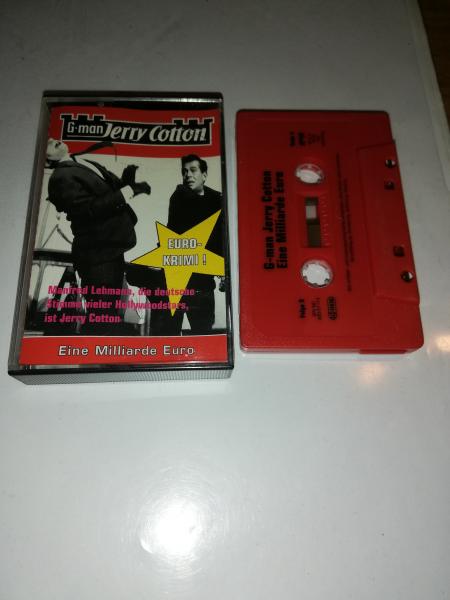 G-man Jerry Cotton
EURO-
KRIMI !
Manfred Lehmann, die deutsche
Stimme vieler Hollywoodstars,
ist Jerry Cotton
Eine Milliarde Euro
G-man Jerry Cotton
Eine Milliarde Euro